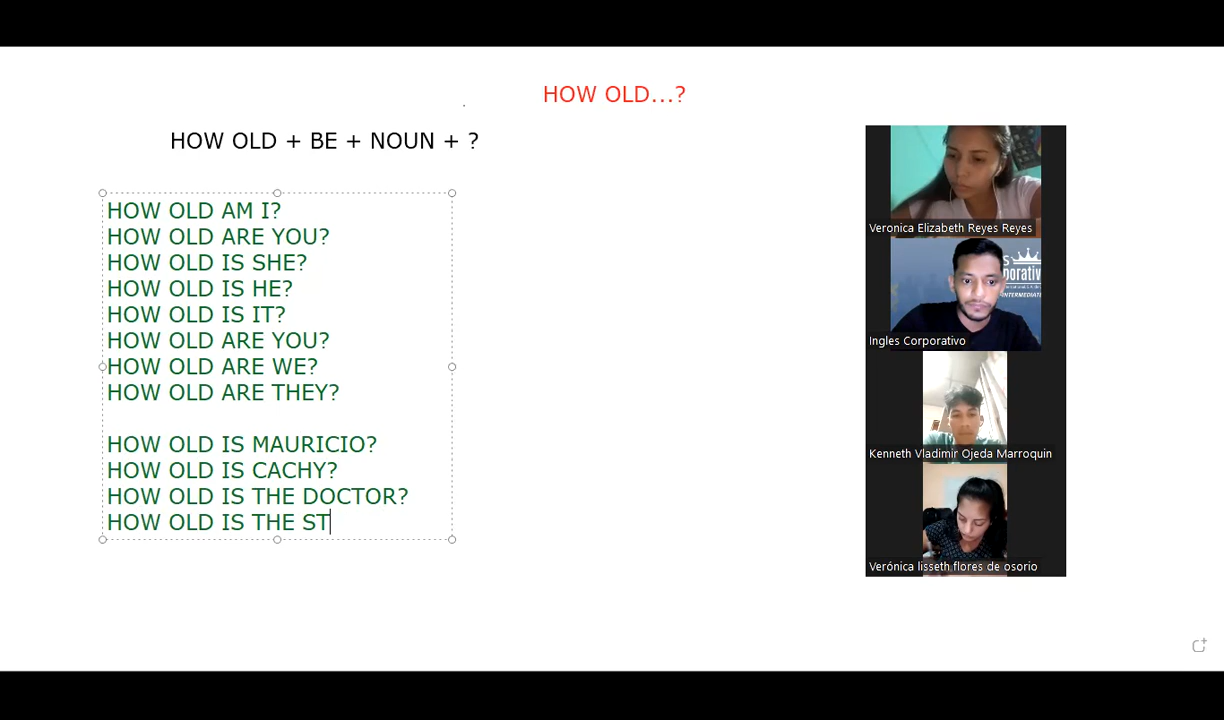 HOW OLD...?
HOW OLD + BE + NOUN + ?
HOW OLD AM I?
HOW OLD ARE YOU?
HOW OLD IS SHE?
HOW OLD IS HE?
HOW OLD IS IT?
HOW OLD ARE YOU?
HOW OLD ARE WE?
HOW OLD ARE THEY?
HOW OLD IS MAURICIO?
HOW OLD IS CACHY?
HOW OLD IS THE DOCTOR?
HOW OLD IS THE ST
Veronica Elizabeth Reyes Reyes
Ingles Corporativo
Kenneth Vladimir Ojeda Marroquin
Verónica lisseth flores de osorio